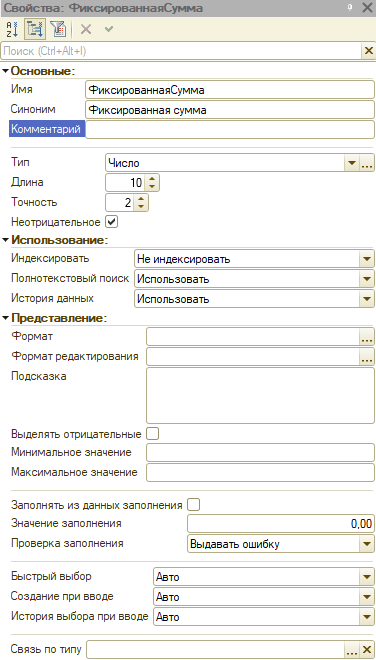 Свойства: ФиксированнаяСумма
Поиск (Ctrl+Alt+I)
Основные:
Имя ФиксированнаяСумма
Синоним Фиксированная сумма
Комментарий
Тип Число
Длина 10
Точность 2
Неотрицательное
Использование:
Индексировать Не индексировать
Полнотекстовый поиск Использовать
История данных Использовать
Представление:
Формат
Формат редактирования
Подсказка
Выделять отрицательные
Минимальное значение
Максимальное значение
Заполнять из данных заполнения
Значение заполнения 0,00
Проверка заполнения Выдавать ошибку
Быстрый выбор Авто
Создание при вводе Авто
История выбора при вводе Авто
Связь по типу